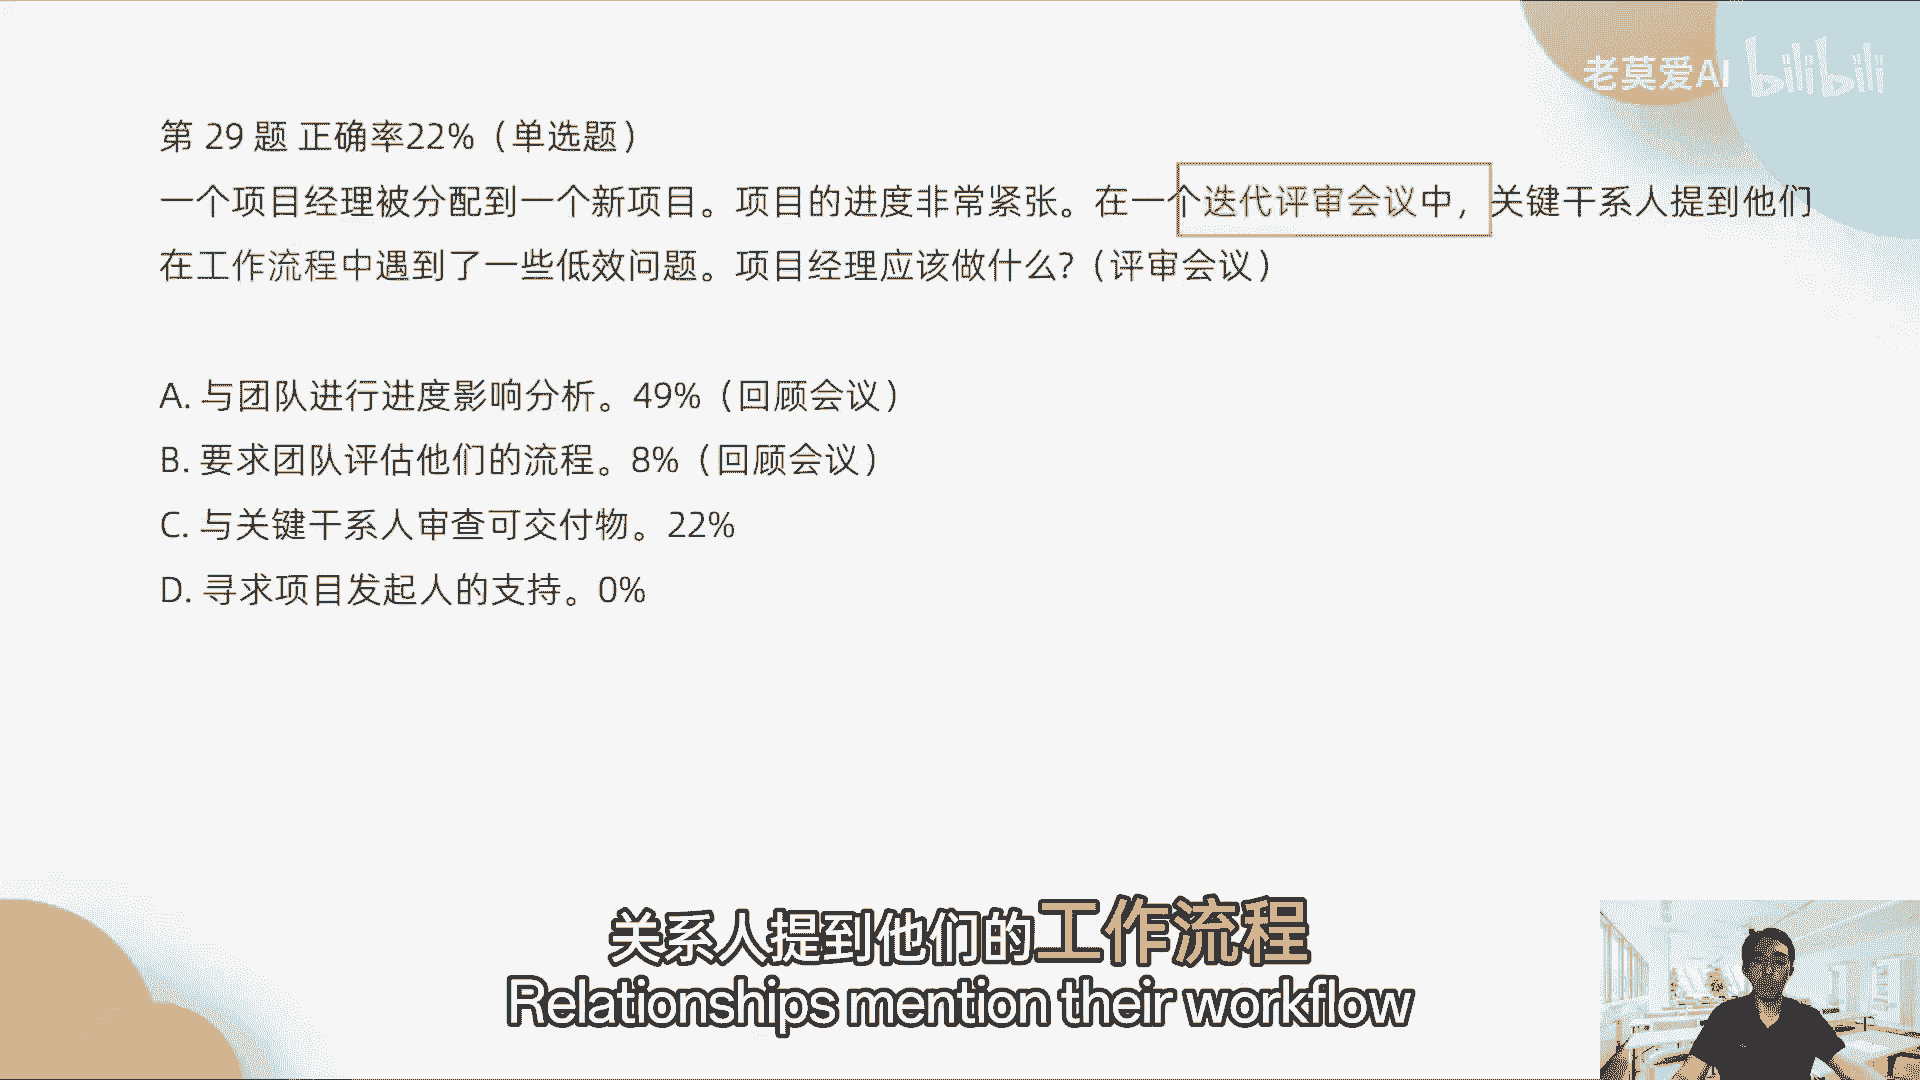 老莫爱AI bilibili
第 29 题 正确率22%（单选题）
一个项目经理被分配到一个新项目。项目的进度非常紧张。在一个迭代评审会议中，关键干系人提到他们
在工作流程中遇到了一些低效问题。项目经理应该做什么?（评审会议）
A. 与团队进行进度影响分析。49%（回顾会议）
B. 要求团队评估他们的流程。8%（回顾会议）
C. 与关键干系人审查可交付物。22%
D. 寻求项目发起人的支持。0%
关系人提到他们的工作流程
Relationships mention their workflow